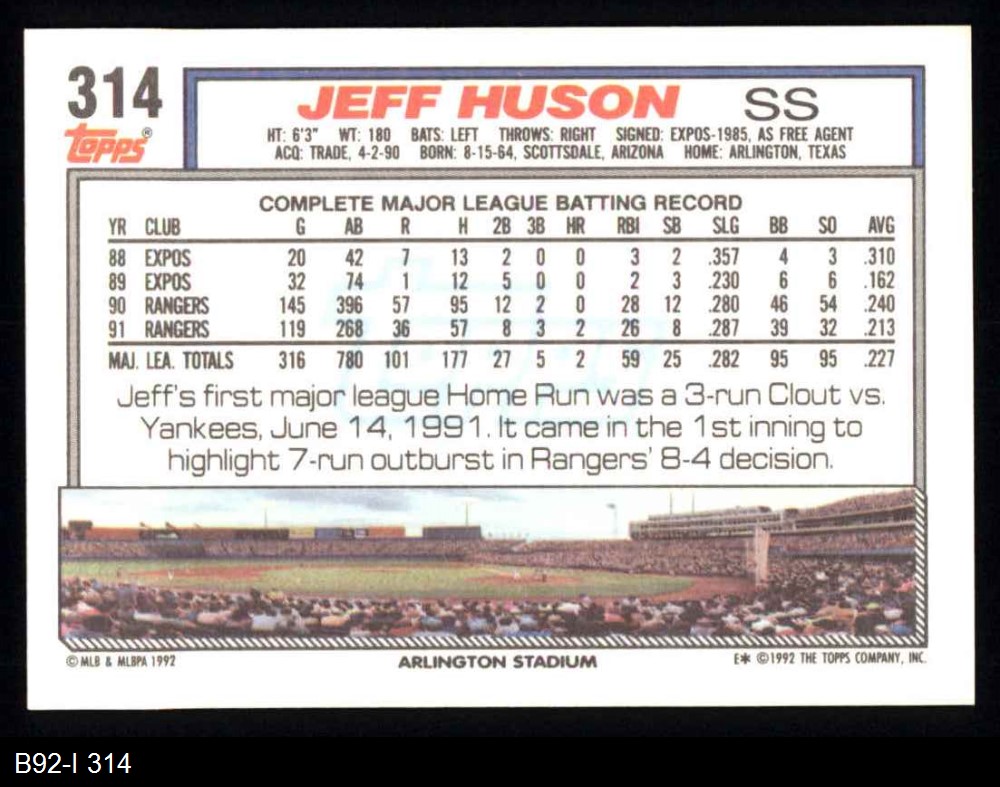 314
Topps®
JEFF HUSON SS
HT: 6'3" WT: 180 BATS: LEFT THROWS: RIGHT SIGNED: EXPOS-1985, AS FREE AGENT
ACQ: TRADE, 4-2-90 BORN: 8-15-64, SCOTTSDALE, ARIZONA HOME: ARLINGTON, TEXAS
COMPLETE MAJOR LEAGUE BATTING RECORD
YR CLUB G AB R H 2B 3B HR RBI SB SLG BB SO AVG
88 EXPOS 20 42 7 13 2 0 0 3 2 .357 4 3 .310
89 EXPOS 32 74 1 12 5 0 0 2 3 .230 6 6 .162
90 RANGERS 145 396 57 95 12 2 0 28 12 .280 46 54 .240
91 RANGERS 119 268 36 57 8 3 2 26 8 .287 39 32 .213
MAJ. LEA. TOTALS 316 780 101 177 27 5 2 59 25 .282 95 95 .227
Jeff's first major league Home Run was a 3-run Clout vs.
Yankees, June 14, 1991. It came in the 1st inning to
highlight 7-run outburst in Rangers' 8-4 decision.
© MLB & MLBPA 1992 ARLINGTON STADIUM E* ©1992 THE TOPPS COMPANY, INC.
B92-I 314